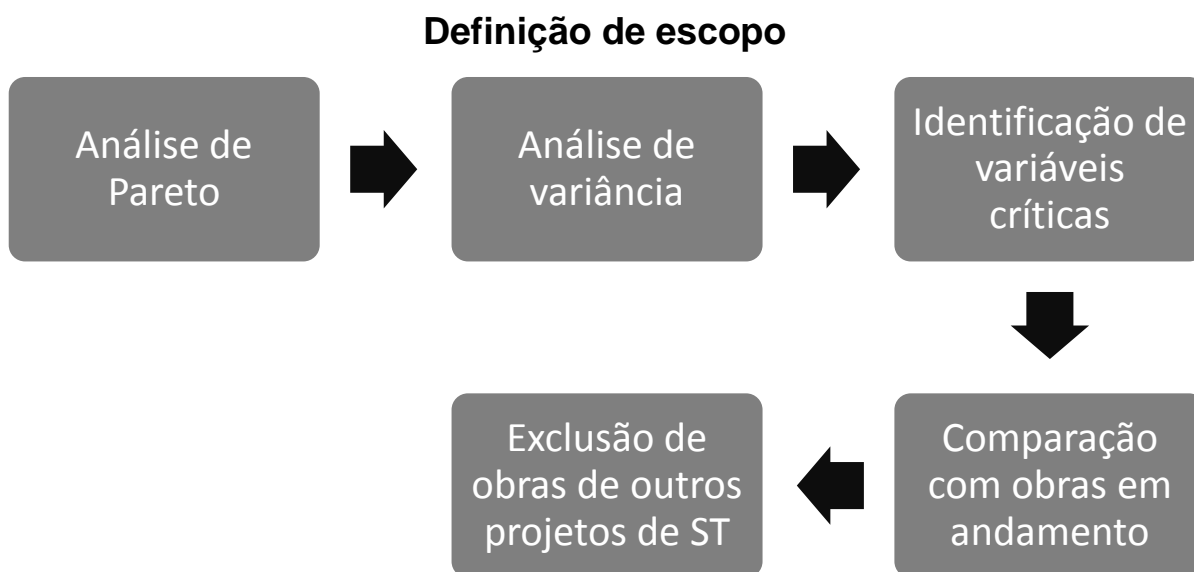 Definição de escopo
Análise de
Pareto
Análise de
variância
Identificação de
variáveis
críticas
Comparação
com obras em
andamento
Exclusão de
obras de outros
projetos de ST